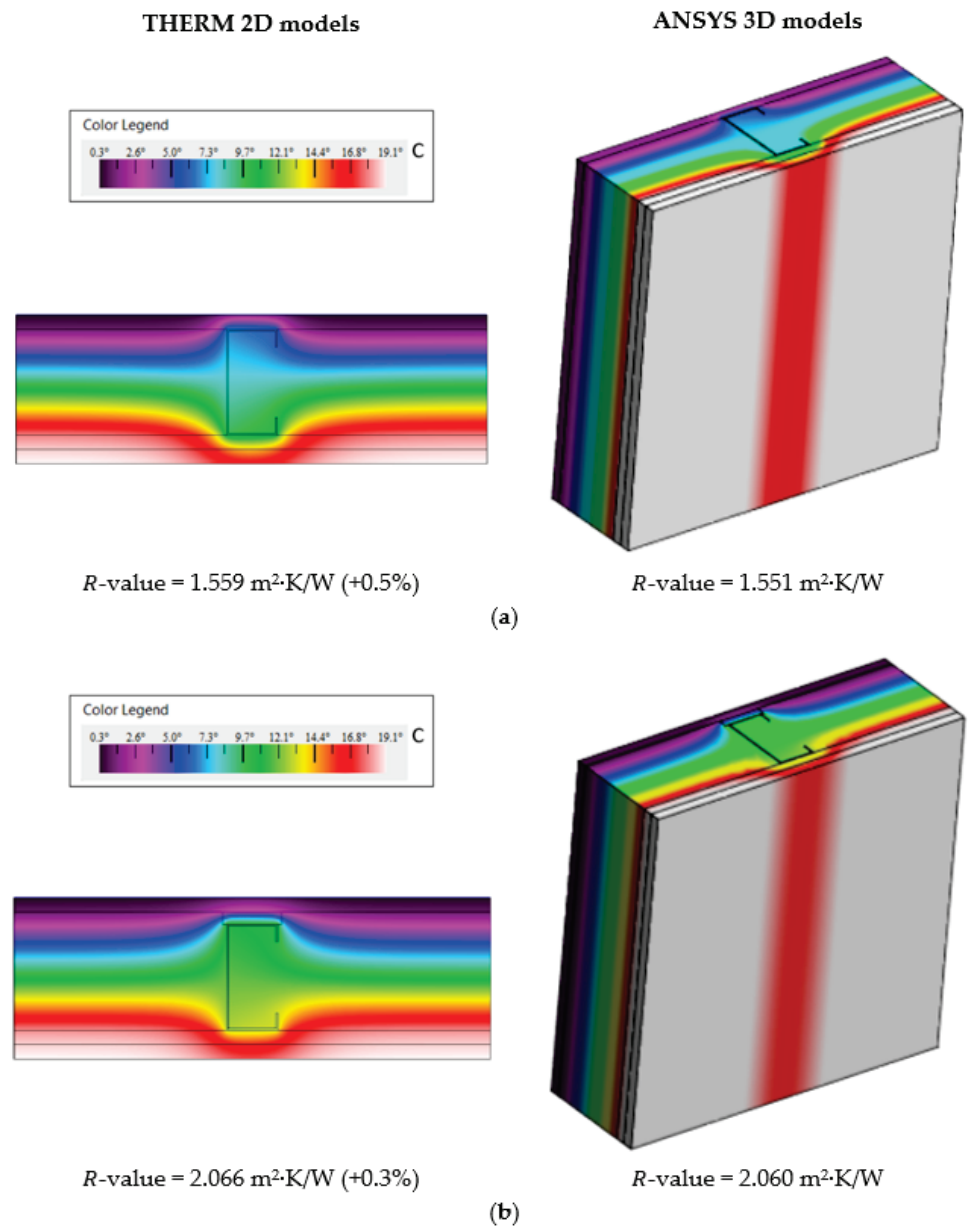 THERM 2D models
ANSYS 3D models
Color Legend
0.3° 2.6° 5.0° 7.3° 9.7° 12.1° 14.4° 16.8° 19.1° C
R-value = 1.559 m²·K/W (+0.5%)
R-value = 1.551 m²·K/W
(a)
Color Legend
0.3° 2.6° 5.0° 7.3° 9.7° 12.1° 14.4° 16.8° 19.1° C
R-value = 2.066 m²·K/W (+0.3%)
R-value = 2.060 m²·K/W
(b)